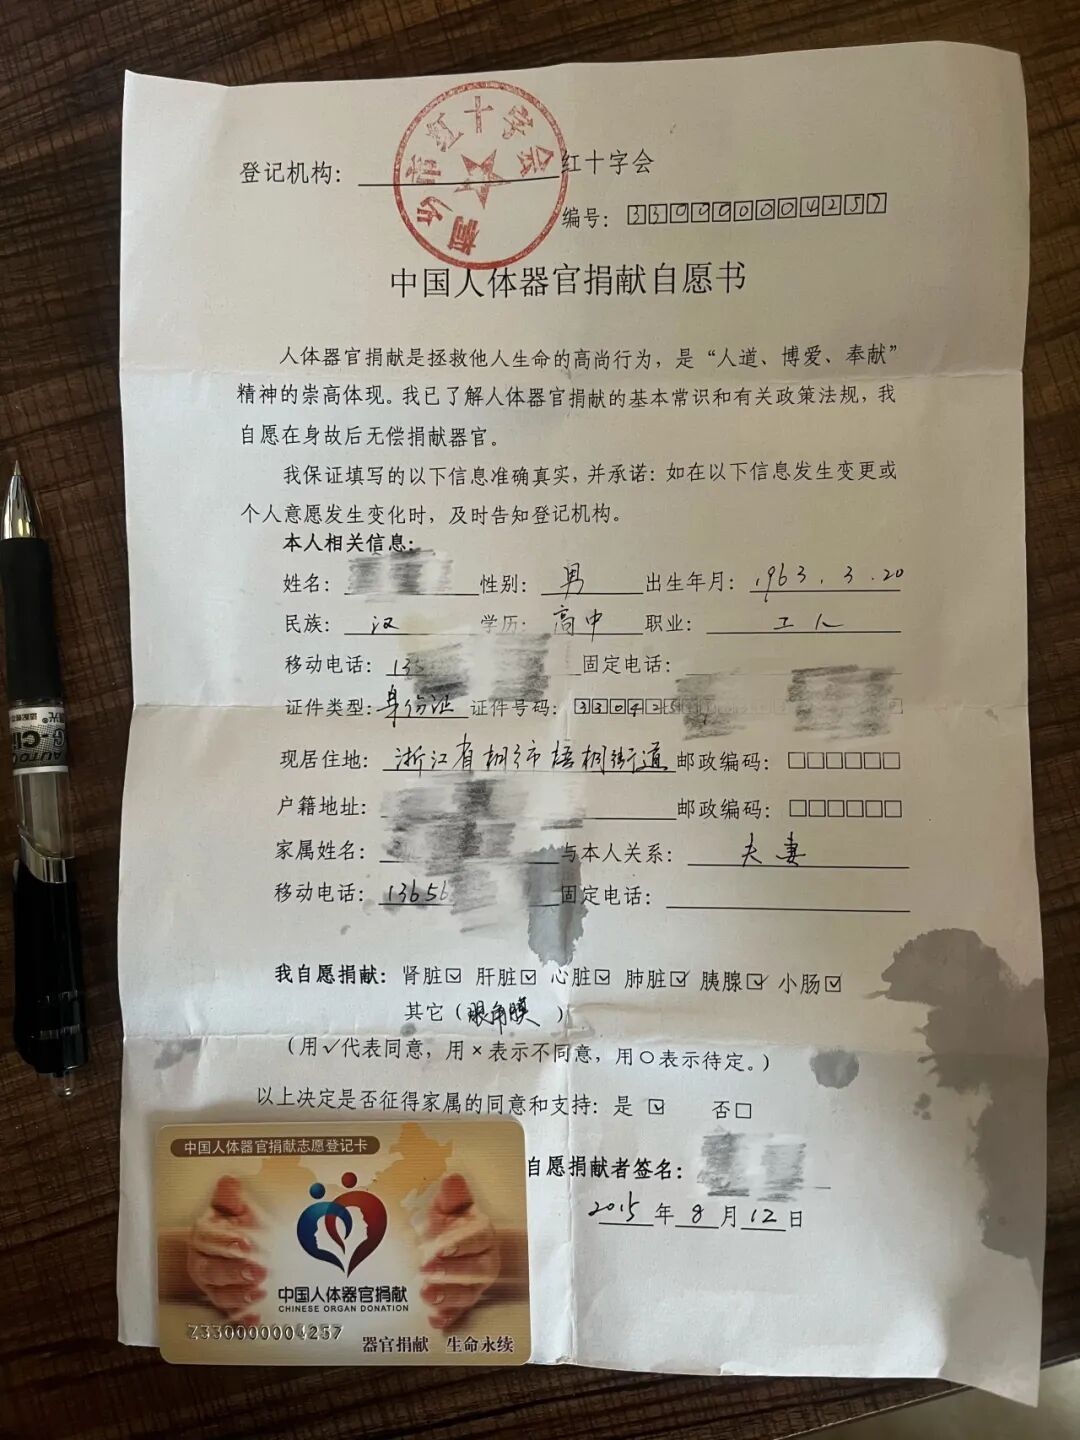 桐乡市红十字会
登记机构：红十字会
编号：330000004257
中国人体器官捐献自愿书
人体器官捐献是拯救他人生命的高尚行为，是“人道、博爱、奉献”
精神的崇高体现。我已了解人体器官捐献的基本常识和有关政策法规，我
自愿在身故后无偿捐献器官。
我保证填写的以下信息准确真实，并承诺：如在以下信息发生变更或
个人意愿发生变化时，及时告知登记机构。
本人相关信息：
姓名： 性别：男 出生年月：1963.3.20
民族：汉 学历：高中 职业：工人
移动电话：135 固定电话：
证件类型：身份证 证件号码：330425
现居住地：浙江省桐乡市梧桐街道 邮政编码：□□□□□□
户籍地址： 邮政编码：□□□□□□
家属姓名： 与本人关系：夫妻
移动电话：13656 固定电话：
我自愿捐献：肾脏☑ 肝脏☑ 心脏☑ 肺脏☑ 胰腺☑ 小肠☑
其它（眼角膜）
（用√代表同意，用×表示不同意，用○表示待定。）
以上决定是否征得家属的同意和支持：是☑ 否□
自愿捐献者签名：
2015年8月12日
中国人体器官捐献志愿登记卡
中国人体器官捐献
CHINESE ORGAN DONATION
Z330000004257
器官捐献 生命永续